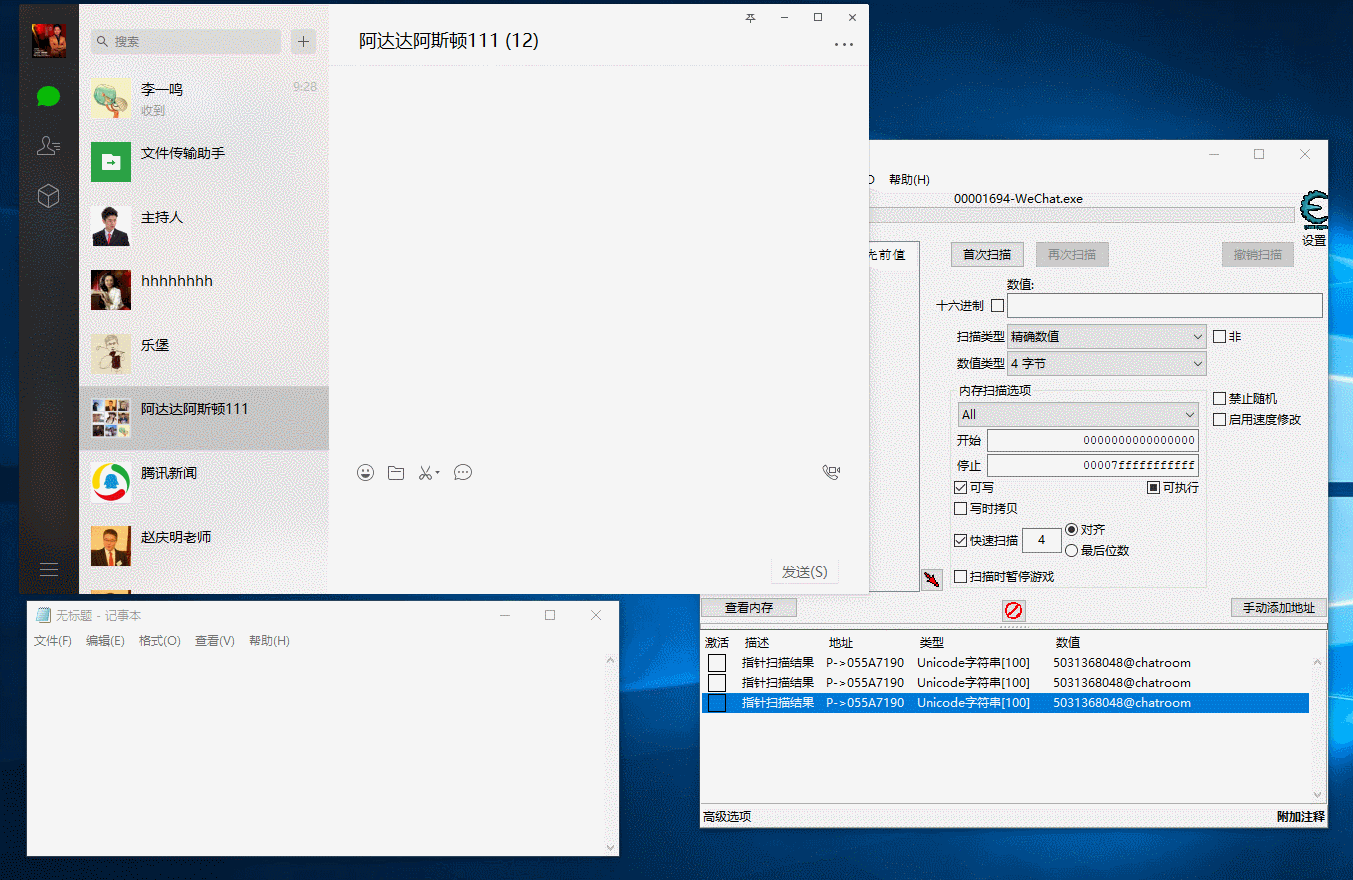 搜索
阿达达阿斯顿111 (12)
李一鸣
9:28
收到
文件传输助手
主持人
hhhhhhhh
乐堡
阿达达阿斯顿111
腾讯新闻
赵庆明老师
发送(S)
无标题 - 记事本
文件(F) 编辑(E) 格式(O) 查看(V) 帮助(H)
帮助(H)
00001694-WeChat.exe
设置
先前值
首次扫描 再次扫描 撤销扫描
数值:
十六进制
扫描类型 精确数值 非
数值类型 4 字节
内存扫描选项
All
禁止随机
启用速度修改
开始 0000000000000000
停止 00007fffffffffff
可写 可执行
写时拷贝
快速扫描 4 对齐
最后位数
扫描时暂停游戏
查看内存 手动添加地址
激活 描述 地址 类型 数值
指针扫描结果 P->055A7190 Unicode字符串[100] 5031368048@chatroom
指针扫描结果 P->055A7190 Unicode字符串[100] 5031368048@chatroom
指针扫描结果 P->055A7190 Unicode字符串[100] 5031368048@chatroom
高级选项 附加注释